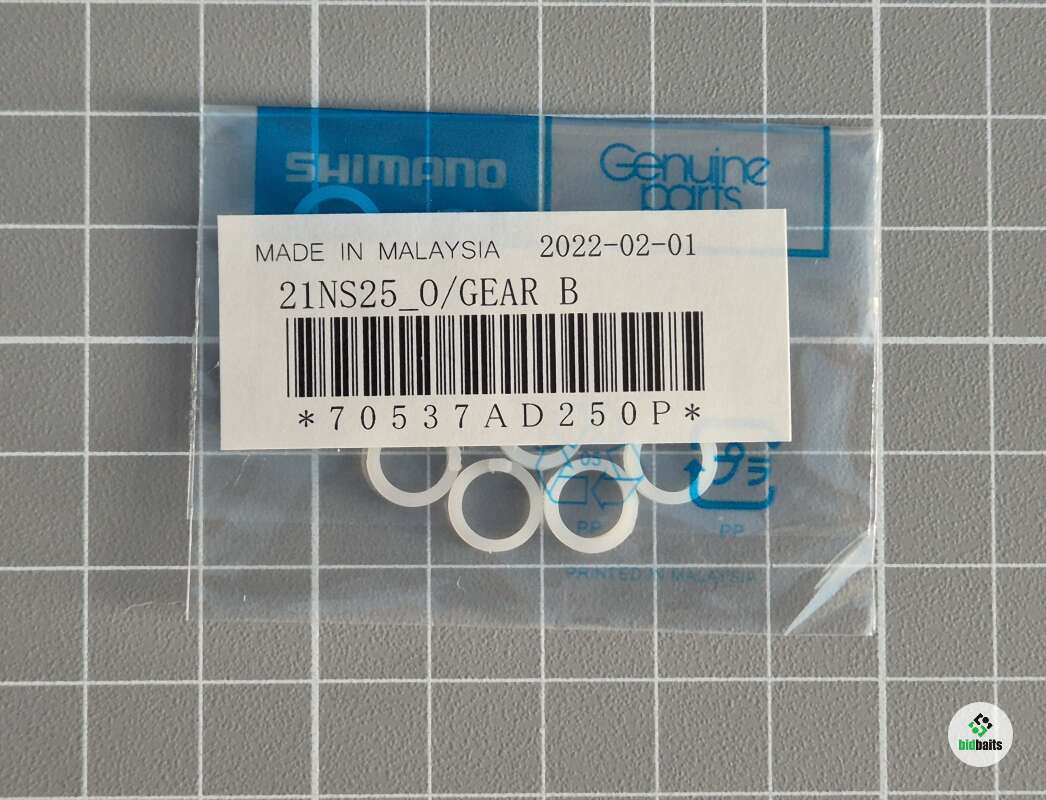 SHIMANO
Genuine
parts
MADE IN MALAYSIA 2022-02-01
21NS25_O/GEAR B
*70537AD250P*
プラ
PP
PP
PRINTED IN MALAYSIA
bidbaits